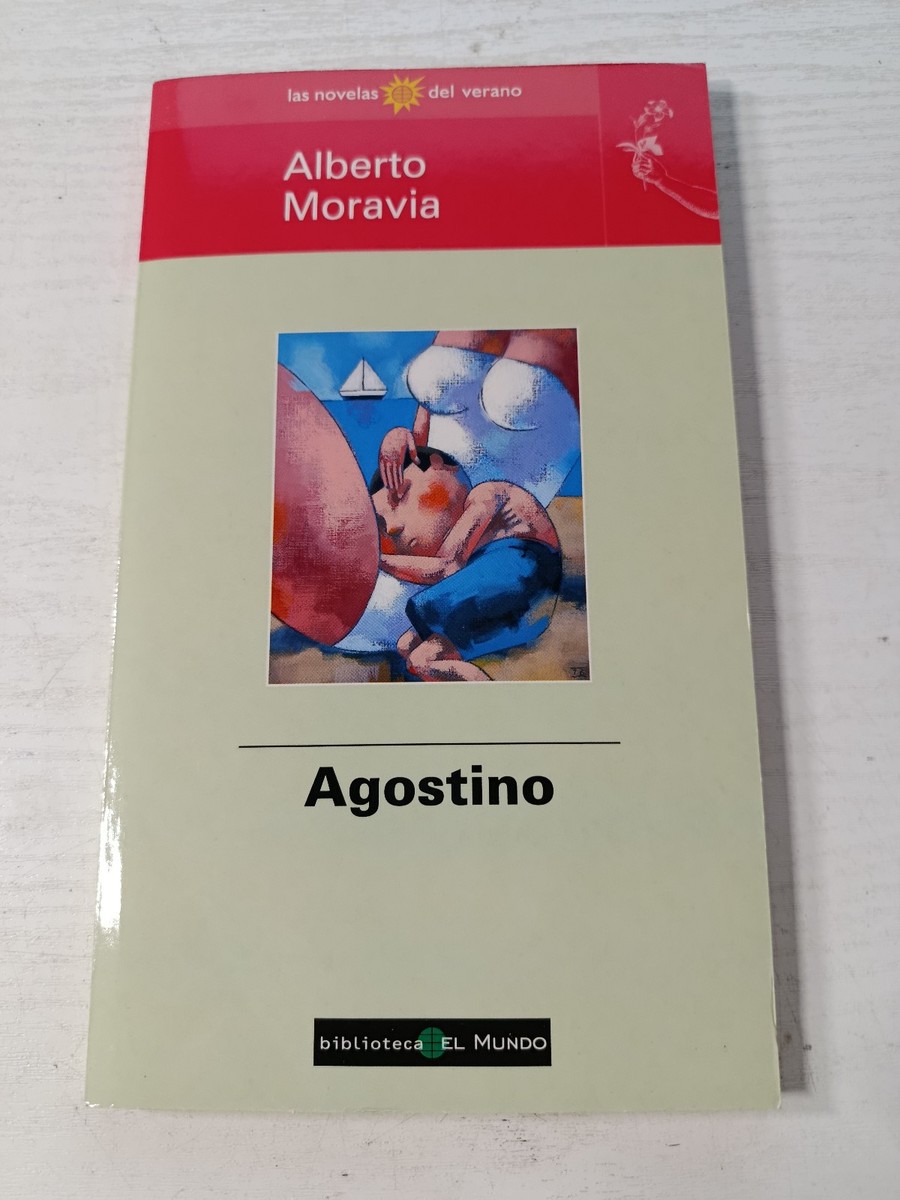 las novelas del verano
Alberto
Moravia
Agostino
biblioteca EL MUNDO